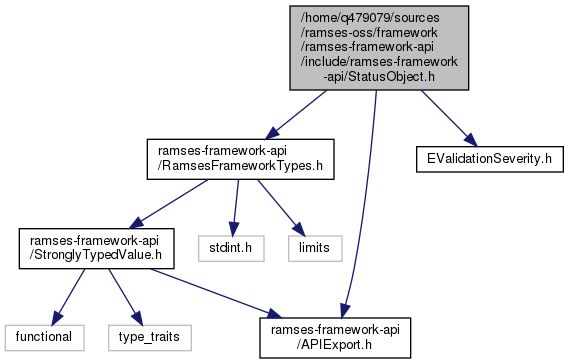 /home/q479079/sources
/ramses-oss/framework
/ramses-framework-api
/include/ramses-framework
-api/StatusObject.h
ramses-framework-api
/RamsesFrameworkTypes.h
EValidationSeverity.h
ramses-framework-api
/StronglyTypedValue.h
stdint.h
limits
functional
type_traits
ramses-framework-api
/APIExport.h